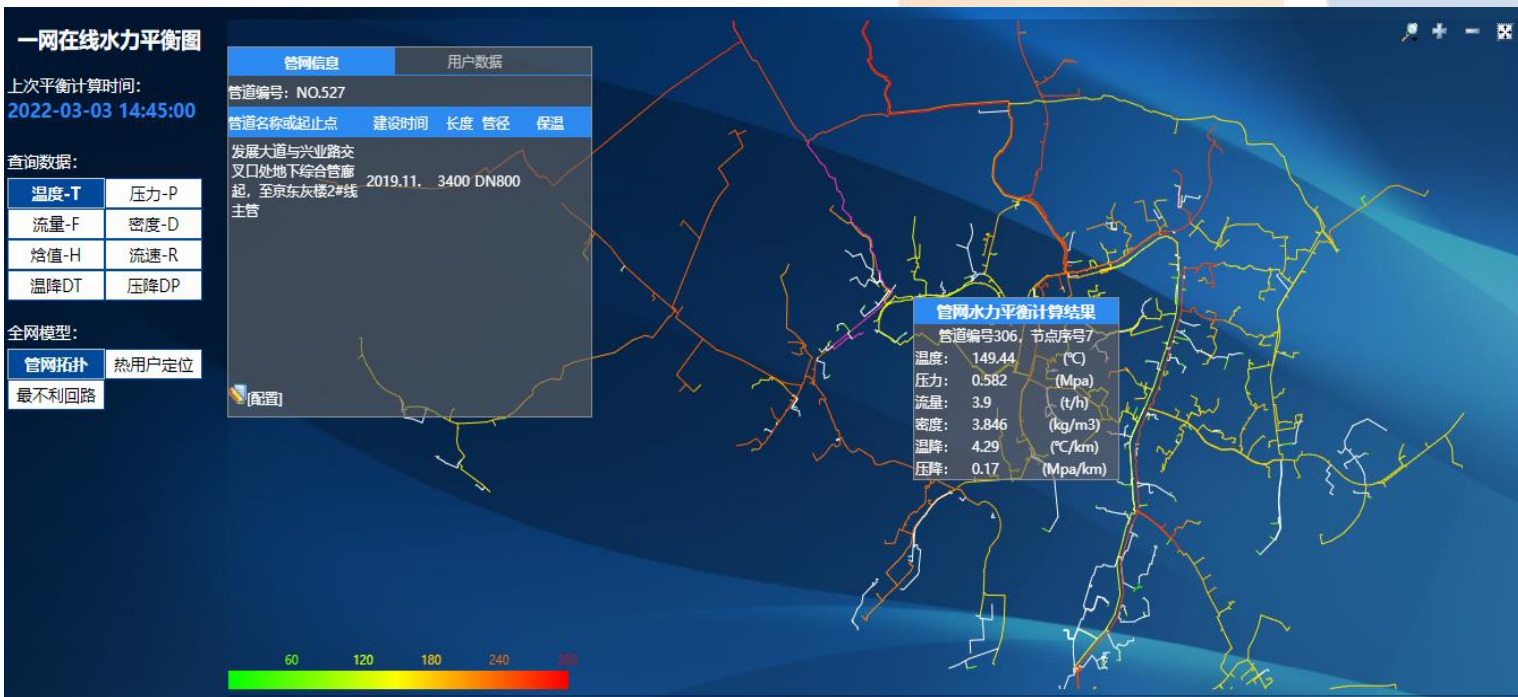 一网在线水力平衡图
上次平衡计算时间:
2022-03-03 14:45:00
查询数据:
温度-T 压力-P
流量-F 密度-D
焓值-H 流速-R
温降DT 压降DP
全网模型:
管网拓扑 热用户定位
最不利回路
管网信息 用户数据
管道编号: NO.527
管道名称或起止点 建设时间 长度 管径 保温
发展大道与兴业路交
叉口处地下综合管廊
起，至京东灰楼2#线
主管
2019.11. 3400 DN800
[配置]
管网水力平衡计算结果
管道编号306，节点序号7
温度: 149.44 (℃)
压力: 0.582 (Mpa)
流量: 3.9 (t/h)
密度: 3.846 (kg/m3)
温降: 4.29 (℃/km)
压降: 0.17 (Mpa/km)
60 120 180 240 300